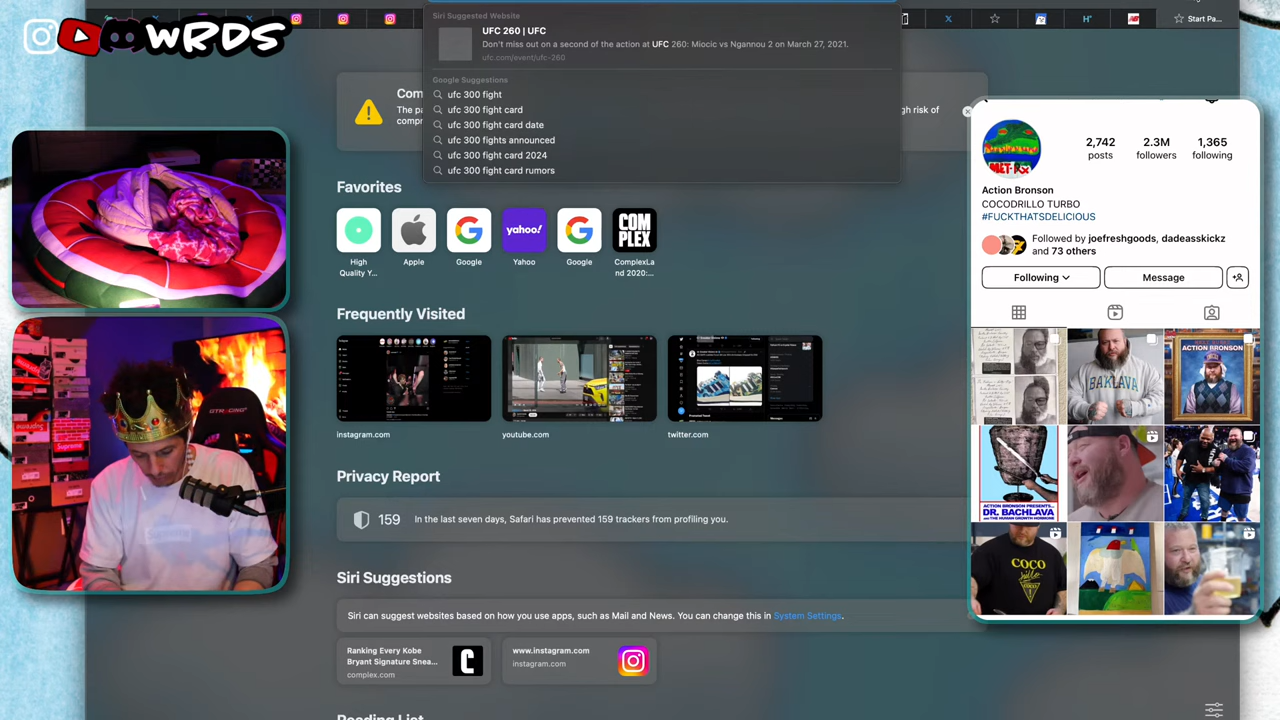 WRDS
Start Pa...
Siri Suggested Website
UFC 260 | UFC
Don't miss out on a second of the action at UFC 260: Miocic vs Ngannou 2 on March 27, 2021.
ufc.com/event/ufc-260
Google Suggestions
ufc 300 fight
ufc 300 fight card
ufc 300 fight card date
ufc 300 fights announced
ufc 300 fight card 2024
ufc 300 fight card rumors
Com
The pa
gh risk of
compr
Favorites
yahoo!
COM
PLEX
High
Quality Y...
Apple
Google
Yahoo
Google
ComplexLa
nd 2020:...
Frequently Visited
instagram.com
youtube.com
twitter.com
Privacy Report
159
In the last seven days, Safari has prevented 159 trackers from profiling you.
Siri Suggestions
Siri can suggest websites based on how you use apps, such as Mail and News. You can change this in System Settings.
Ranking Every Kobe
Bryant Signature Snea...
complex.com
www.instagram.com
instagram.com
Reading List
2,742
posts
2.3M
followers
1,365
following
Action Bronson
COCODRILLO TURBO
#FUCKTHATSDELICIOUS
Followed by joefreshgoods, dadeasskickz
and 73 others
Following
Message
BAKLAVA
ACTION BRONSON
ACTION BRONSON PRESENTS...
DR. BACHLAVA
COCO
GTRACING
Supreme